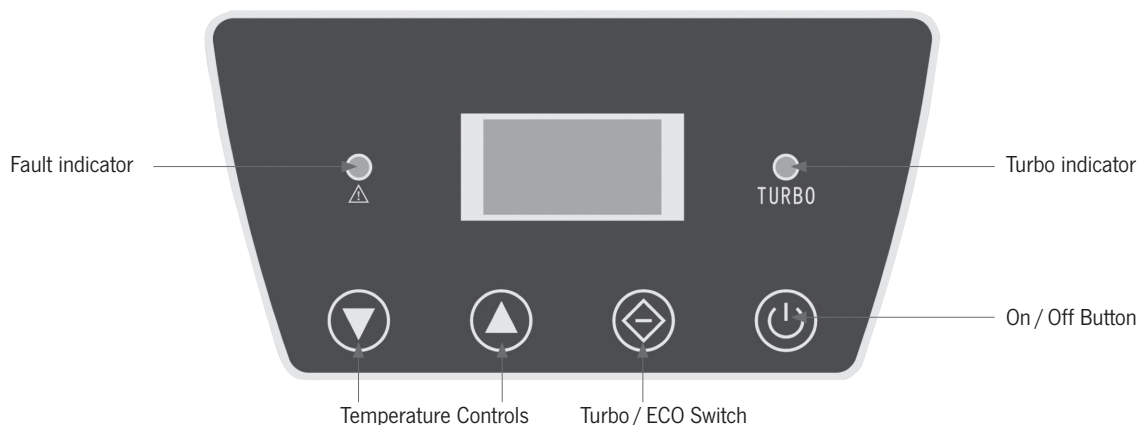 Fault indicator
Turbo indicator
TURBO
On / Off Button
Temperature Controls
Turbo / ECO Switch